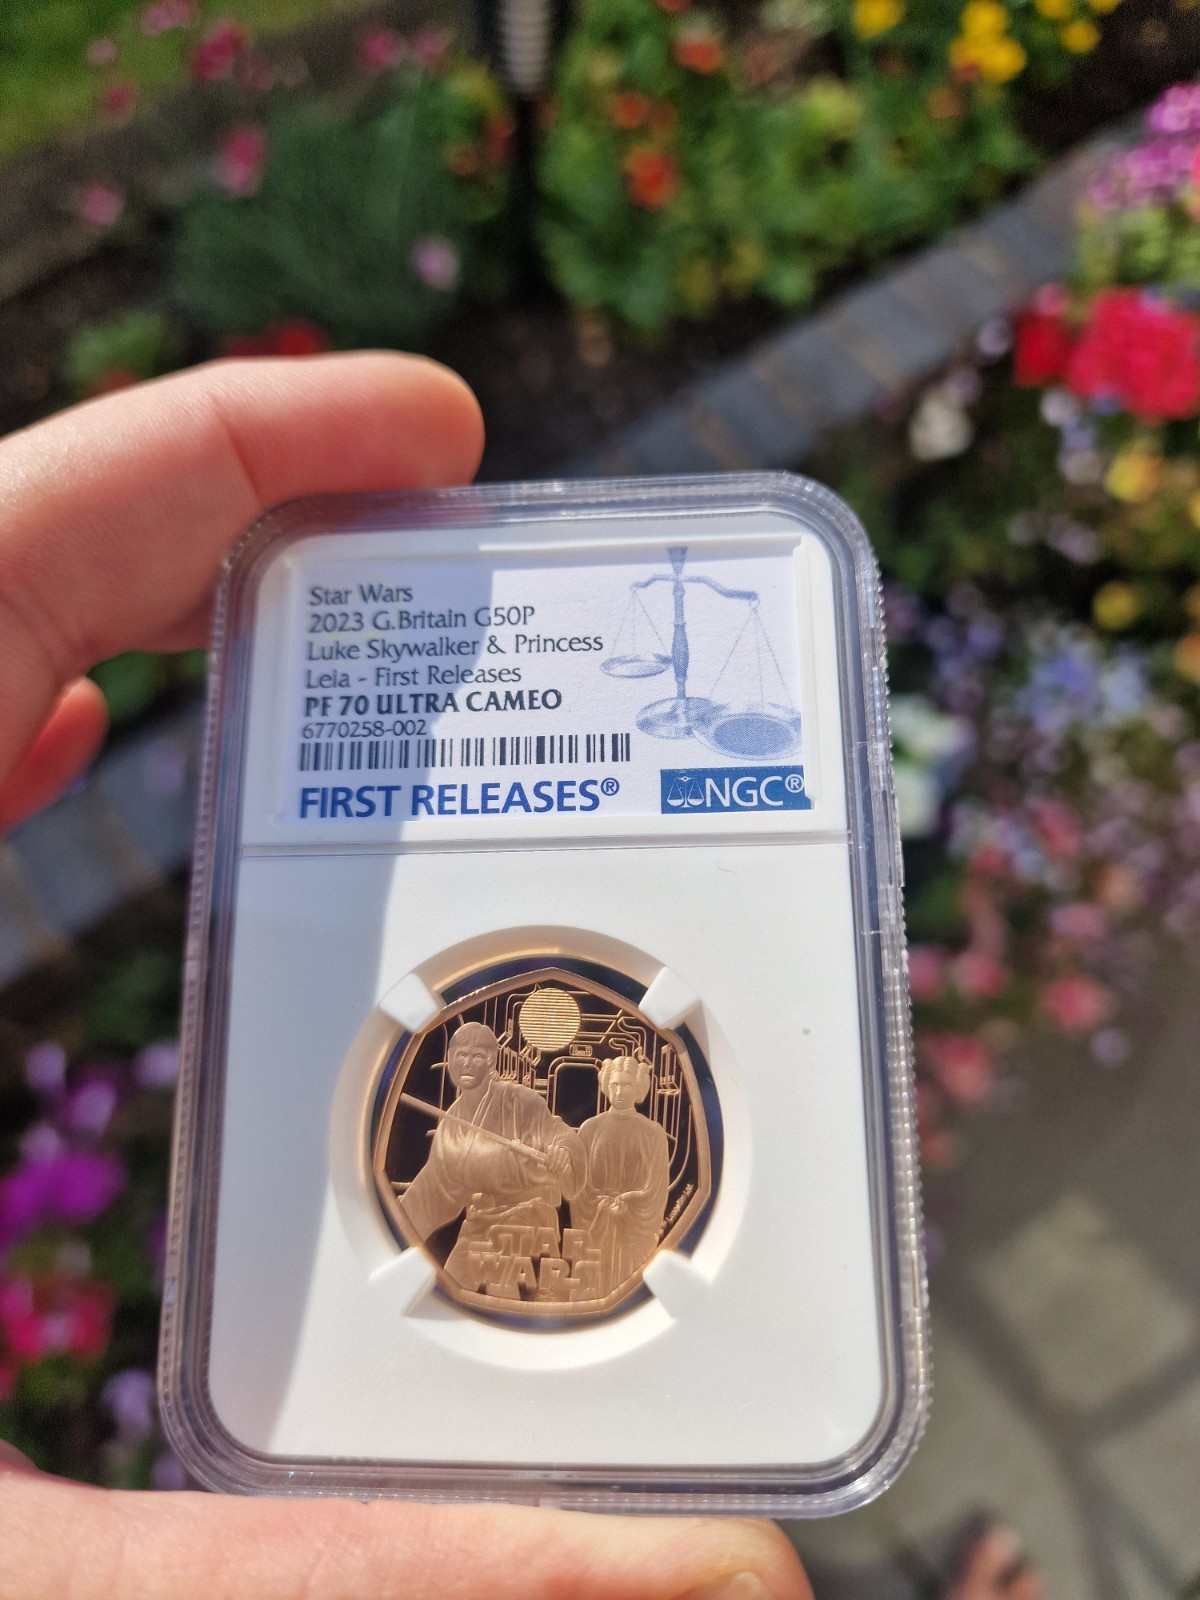 Star Wars
2023 G.Britain G50P
Luke Skywalker & Princess
Leia - First Releases
PF 70 ULTRA CAMEO
6770258-002
FIRST RELEASES®
NGC®
STAR
WARS